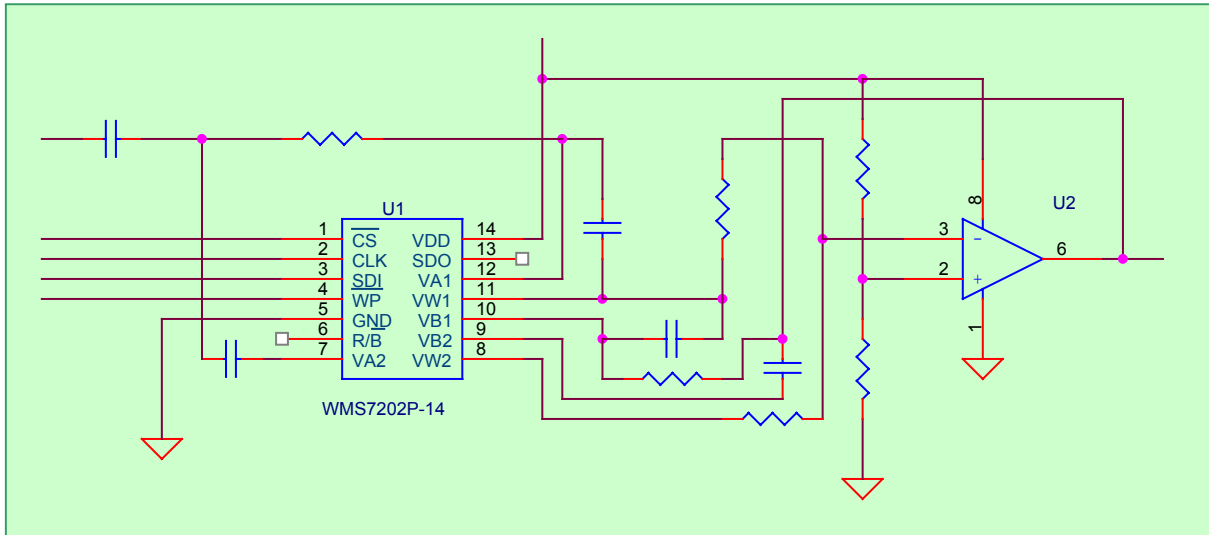 U1
1 CS VDD 14
2 CLK SDO 13
3 SDI VA1 12
4 WP VW1 11
5 GND VB1 10
6 R/B VB2 9
7 VA2 VW2 8
WMS7202P-14
U2
8
3 -
2 +
6
1